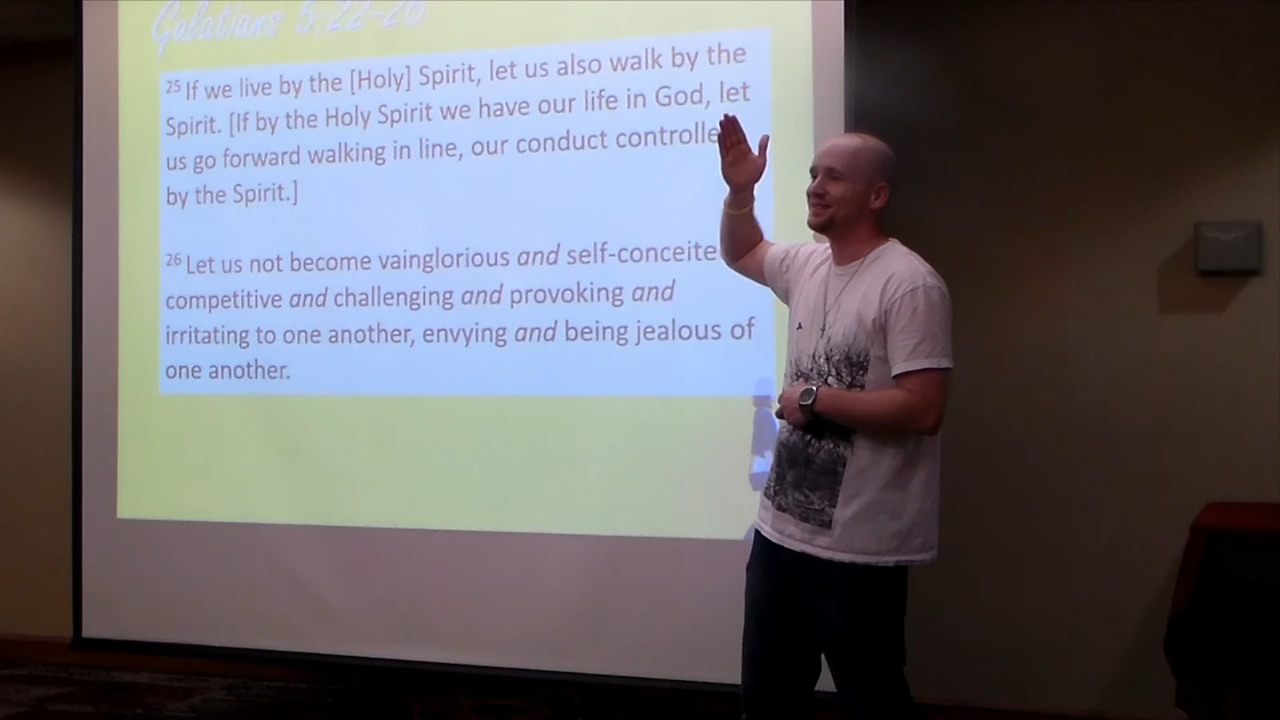 Galatians 5:22-26
25 If we live by the [Holy] Spirit, let us also walk by the
Spirit. [If by the Holy Spirit we have our life in God, let
us go forward walking in line, our conduct controlle
by the Spirit.]
26 Let us not become vainglorious and self-conceite
competitive and challenging and provoking and
irritating to one another, envying and being jealous of
one another.